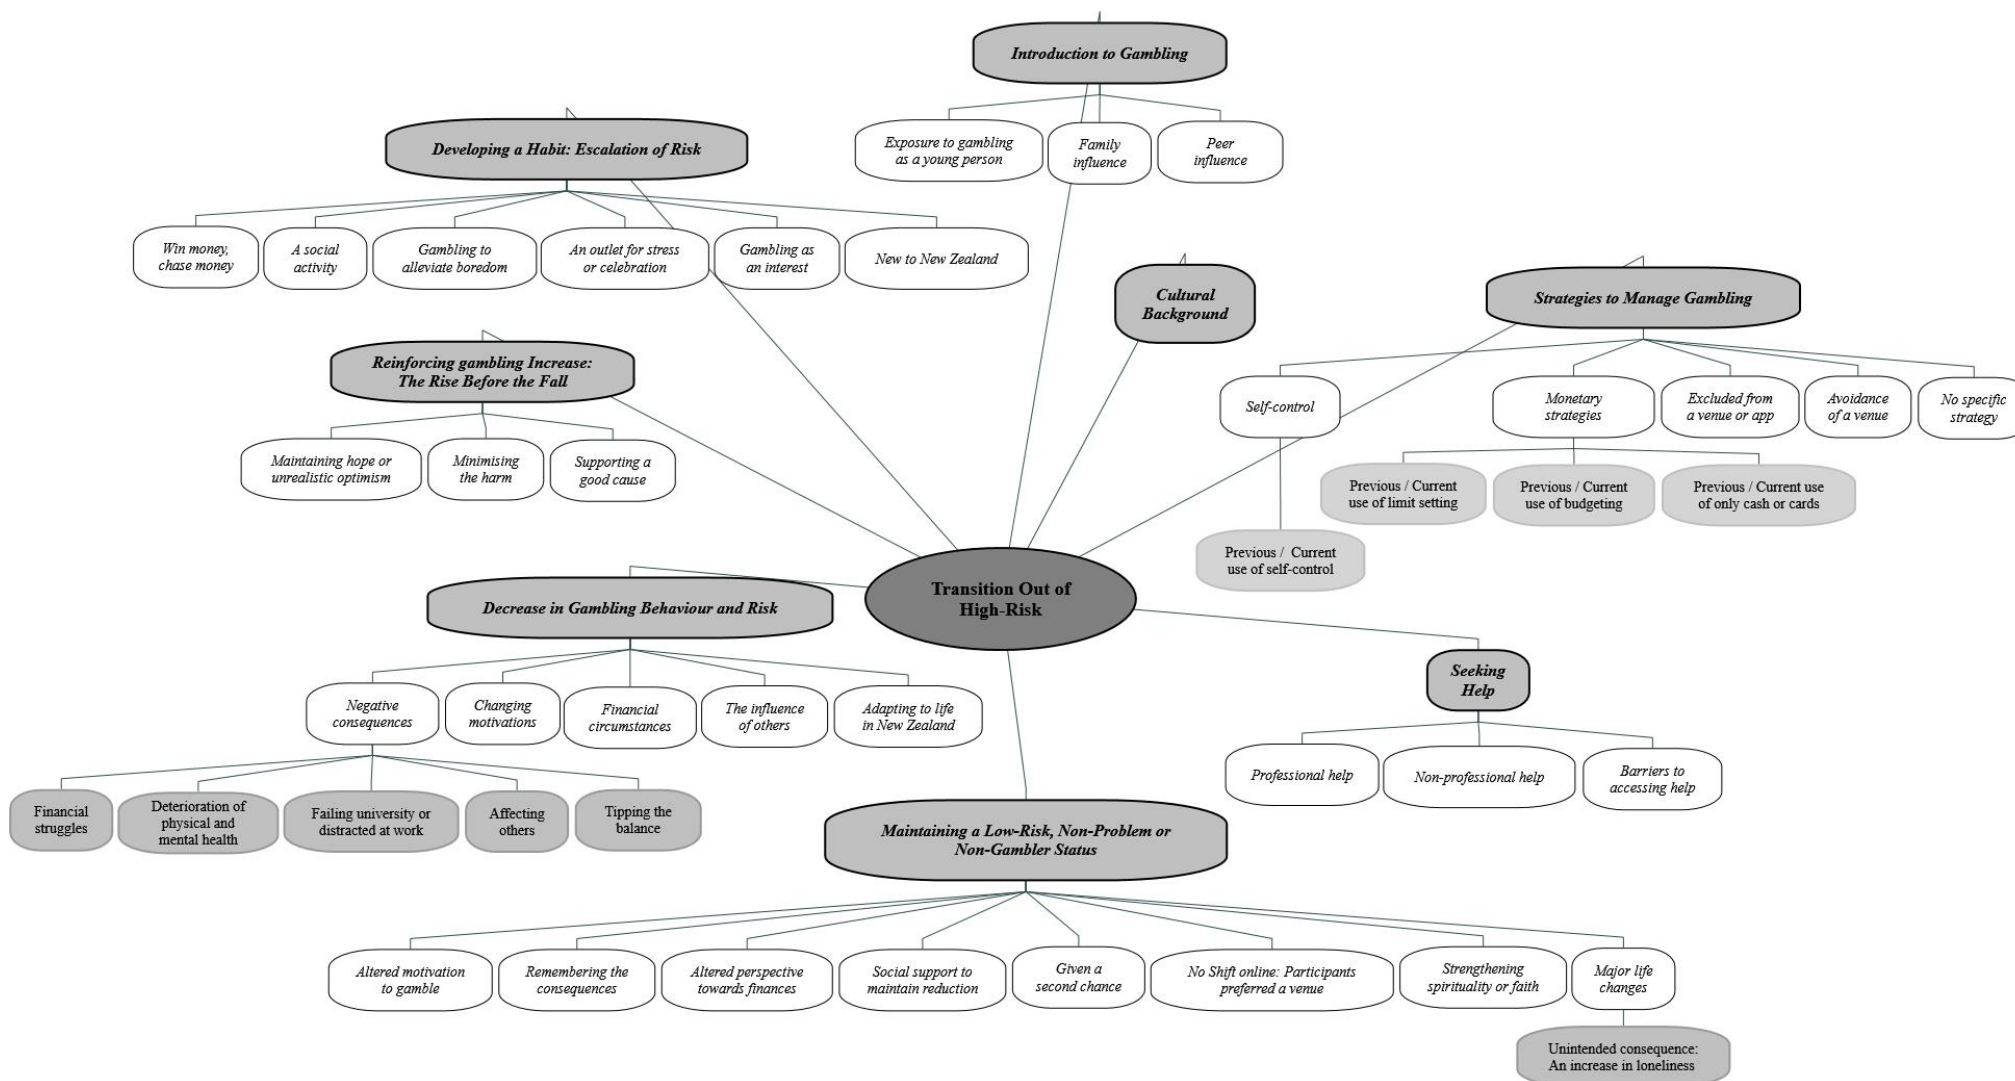 Introduction to Gambling
Exposure to gambling
as a young person
Family
influence
Peer
influence
Developing a Habit: Escalation of Risk
Win money,
chase money
A social
activity
Gambling to
alleviate boredom
An outlet for stress
or celebration
Gambling as
an interest
New to New Zealand
Cultural
Background
Strategies to Manage Gambling
Self-control
Monetary
strategies
Excluded from
a venue or app
Avoidance
of a venue
No specific
strategy
Previous / Current
use of limit setting
Previous / Current
use of budgeting
Previous / Current use
of only cash or cards
Previous /  Current
use of self-control
Reinforcing gambling Increase:
The Rise Before the Fall
Maintaining hope or
unrealistic optimism
Minimising
the harm
Supporting a
good cause
Transition Out of
High-Risk
Decrease in Gambling Behaviour and Risk
Negative
consequences
Changing
motivations
Financial
circumstances
The influence
of others
Adapting to life
in New Zealand
Financial
struggles
Deterioration of
physical and
mental health
Failing university or
distracted at work
Affecting
others
Tipping the
balance
Seeking
Help
Professional help
Non-professional help
Barriers to
accessing help
Maintaining a Low-Risk, Non-Problem or
Non-Gambler Status
Altered motivation
to gamble
Remembering the
consequences
Altered perspective
towards finances
Social support to
maintain reduction
Given a
second chance
No Shift online: Participants
preferred a venue
Strengthening
spirituality or faith
Major life
changes
Unintended consequence:
An increase in loneliness